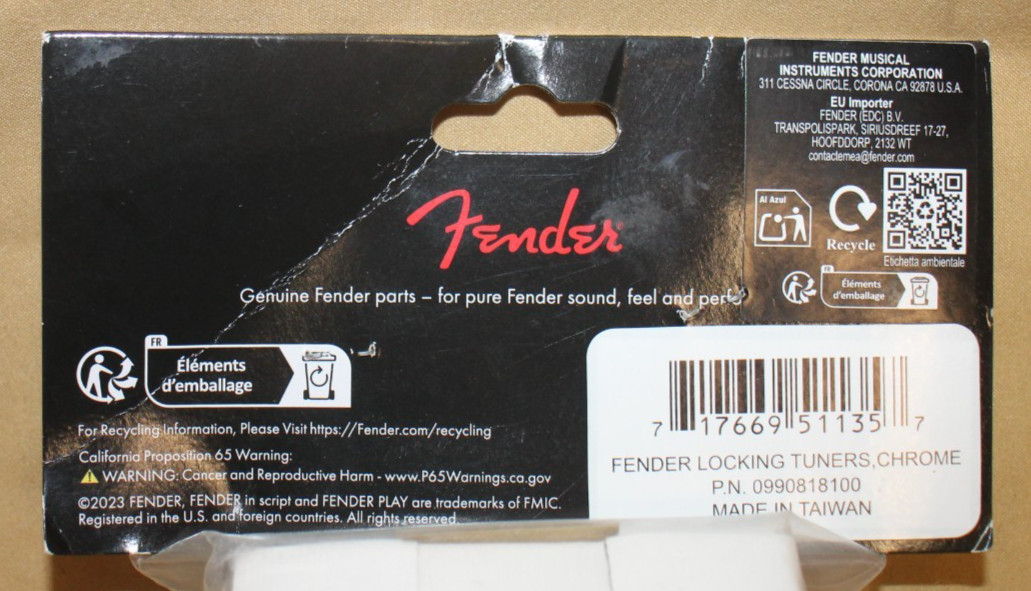 FENDER MUSICAL
INSTRUMENTS CORPORATION
311 CESSNA CIRCLE, CORONA CA 92878 U.S.A.
EU Importer
FENDER (EDC) B.V.
TRANSPOLISPARK, SIRIUSDREEF 17-27,
HOOFDDORP, 2132 WT
contactemea@fender.com
Al Azul
Recycle
Etichetta ambientale
FR
Éléments
d'emballage
Fender
Genuine Fender parts – for pure Fender sound, feel and perfo
FR
Éléments
d'emballage
For Recycling Information, Please Visit https://Fender.com/recycling
California Proposition 65 Warning:
WARNING: Cancer and Reproductive Harm - www.P65Warnings.ca.gov
©2023 FENDER, FENDER in script and FENDER PLAY are trademarks of FMIC.
Registered in the U.S. and foreign countries. All rights reserved.
7 17669 51135 7
FENDER LOCKING TUNERS,CHROME
P.N. 0990818100
MADE IN TAIWAN